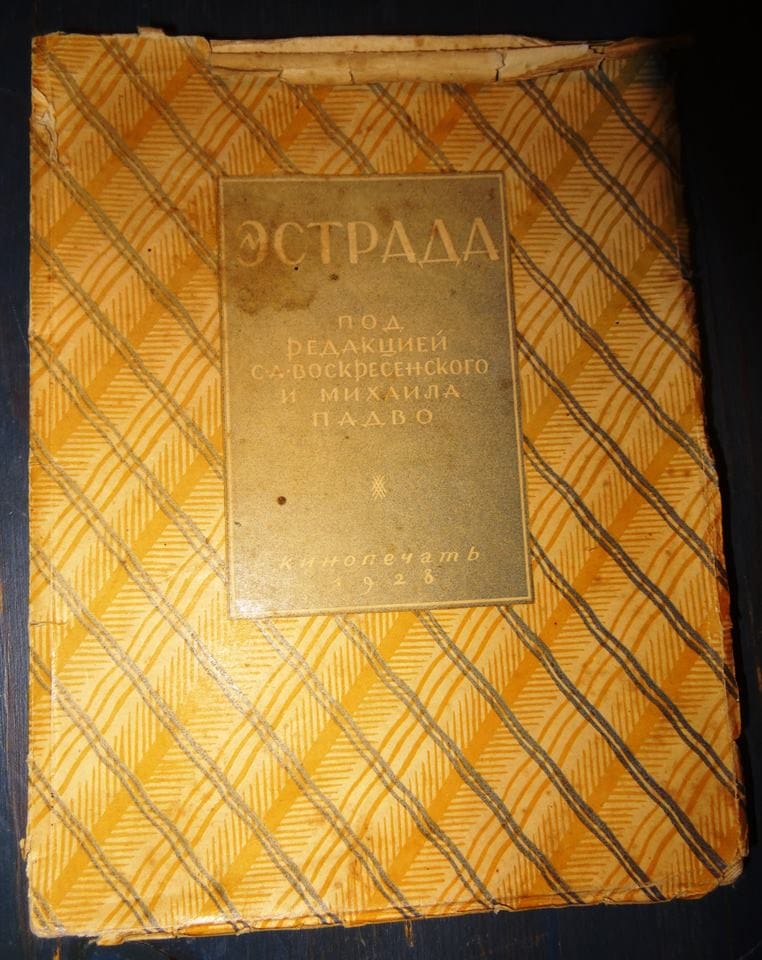 ЭСТРАДА
ПОД
РЕДАКЦИЕЙ
С·Д·ВОСКРЕСЕНСКОГО
И МИХАИЛА
ПАДВО
кинопечать
1928